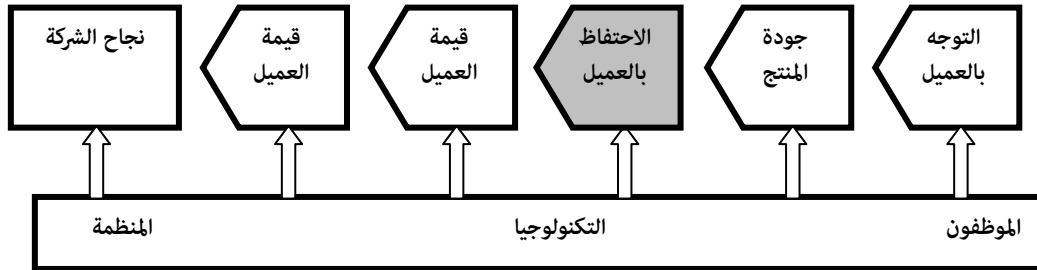 التوجه
بالعميل
جودة
المنتج
الاحتفاظ
بالعميل
قيمة
العميل
قيمة
العميل
نجاح الشركة
الموظفون
التكنولوجيا
المنظمة